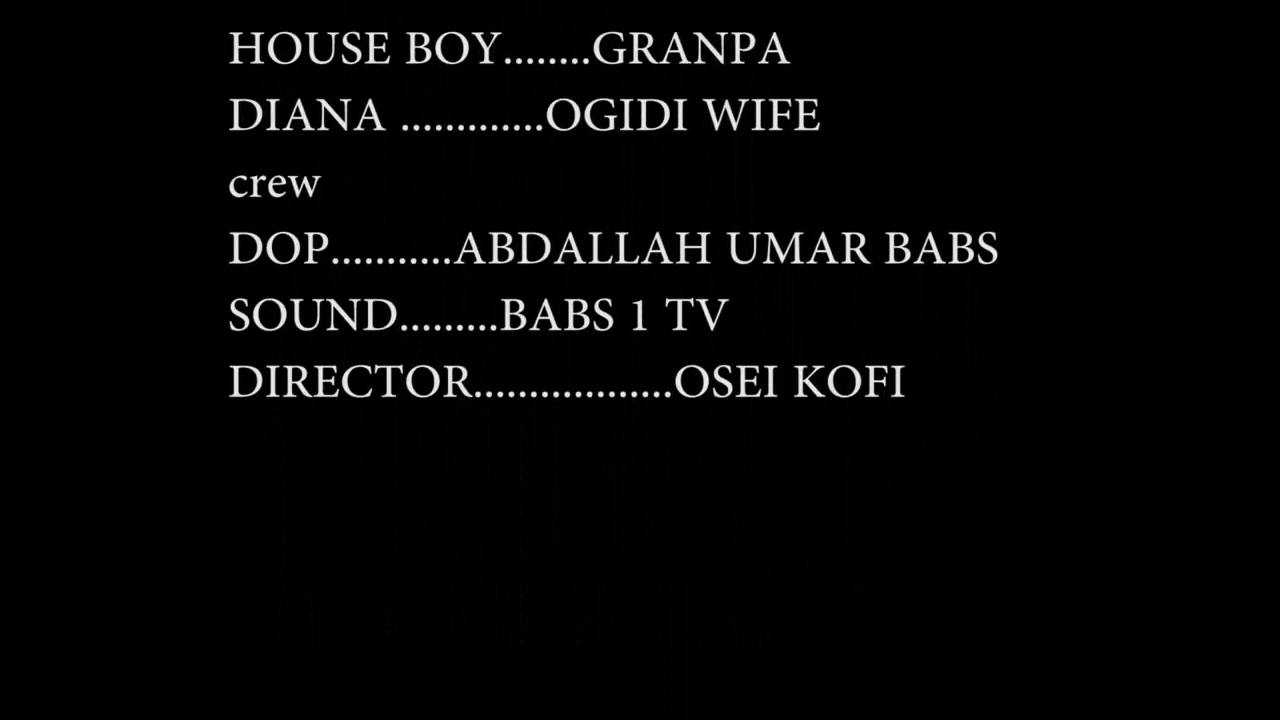 HOUSE BOY........GRANPA
DIANA .............OGIDI WIFE
crew
DOP...........ABDALLAH UMAR BABS
SOUND.........BABS 1 TV
DIRECTOR..................OSEI KOFI